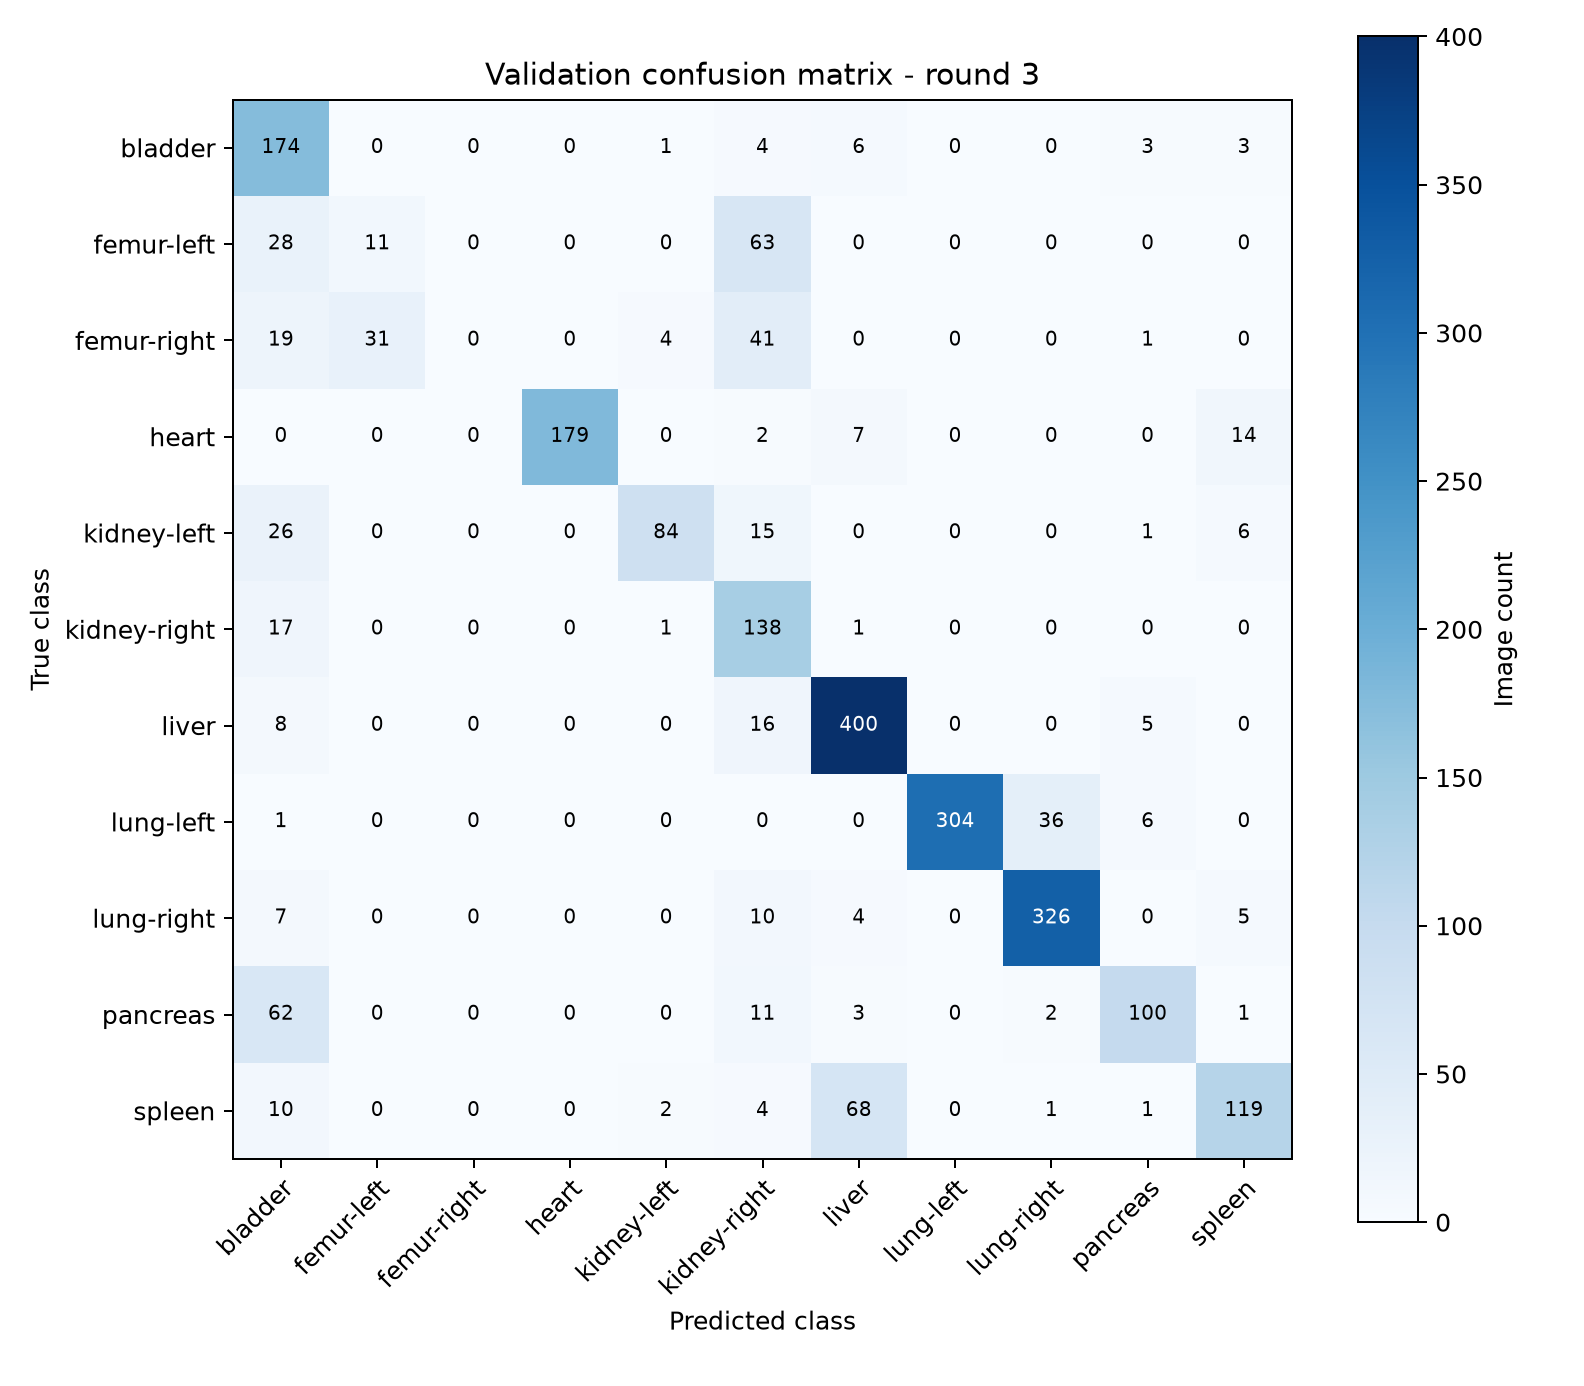 Validation confusion matrix - round 3
bladder 174 0 0 0 1 4 6 0 0 3 3
femur-left 28 11 0 0 0 63 0 0 0 0 0
femur-right 19 31 0 0 4 41 0 0 0 1 0
heart 0 0 0 179 0 2 7 0 0 0 14
kidney-left 26 0 0 0 84 15 0 0 0 1 6
kidney-right 17 0 0 0 1 138 1 0 0 0 0
liver 8 0 0 0 0 16 400 0 0 5 0
lung-left 1 0 0 0 0 0 0 304 36 6 0
lung-right 7 0 0 0 0 10 4 0 326 0 5
pancreas 62 0 0 0 0 11 3 0 2 100 1
spleen 10 0 0 0 2 4 68 0 1 1 119
True class
bladder femur-left femur-right heart kidney-left kidney-right liver lung-left lung-right pancreas spleen
Predicted class
400
350
300
250
200
150
100
50
0
Image count